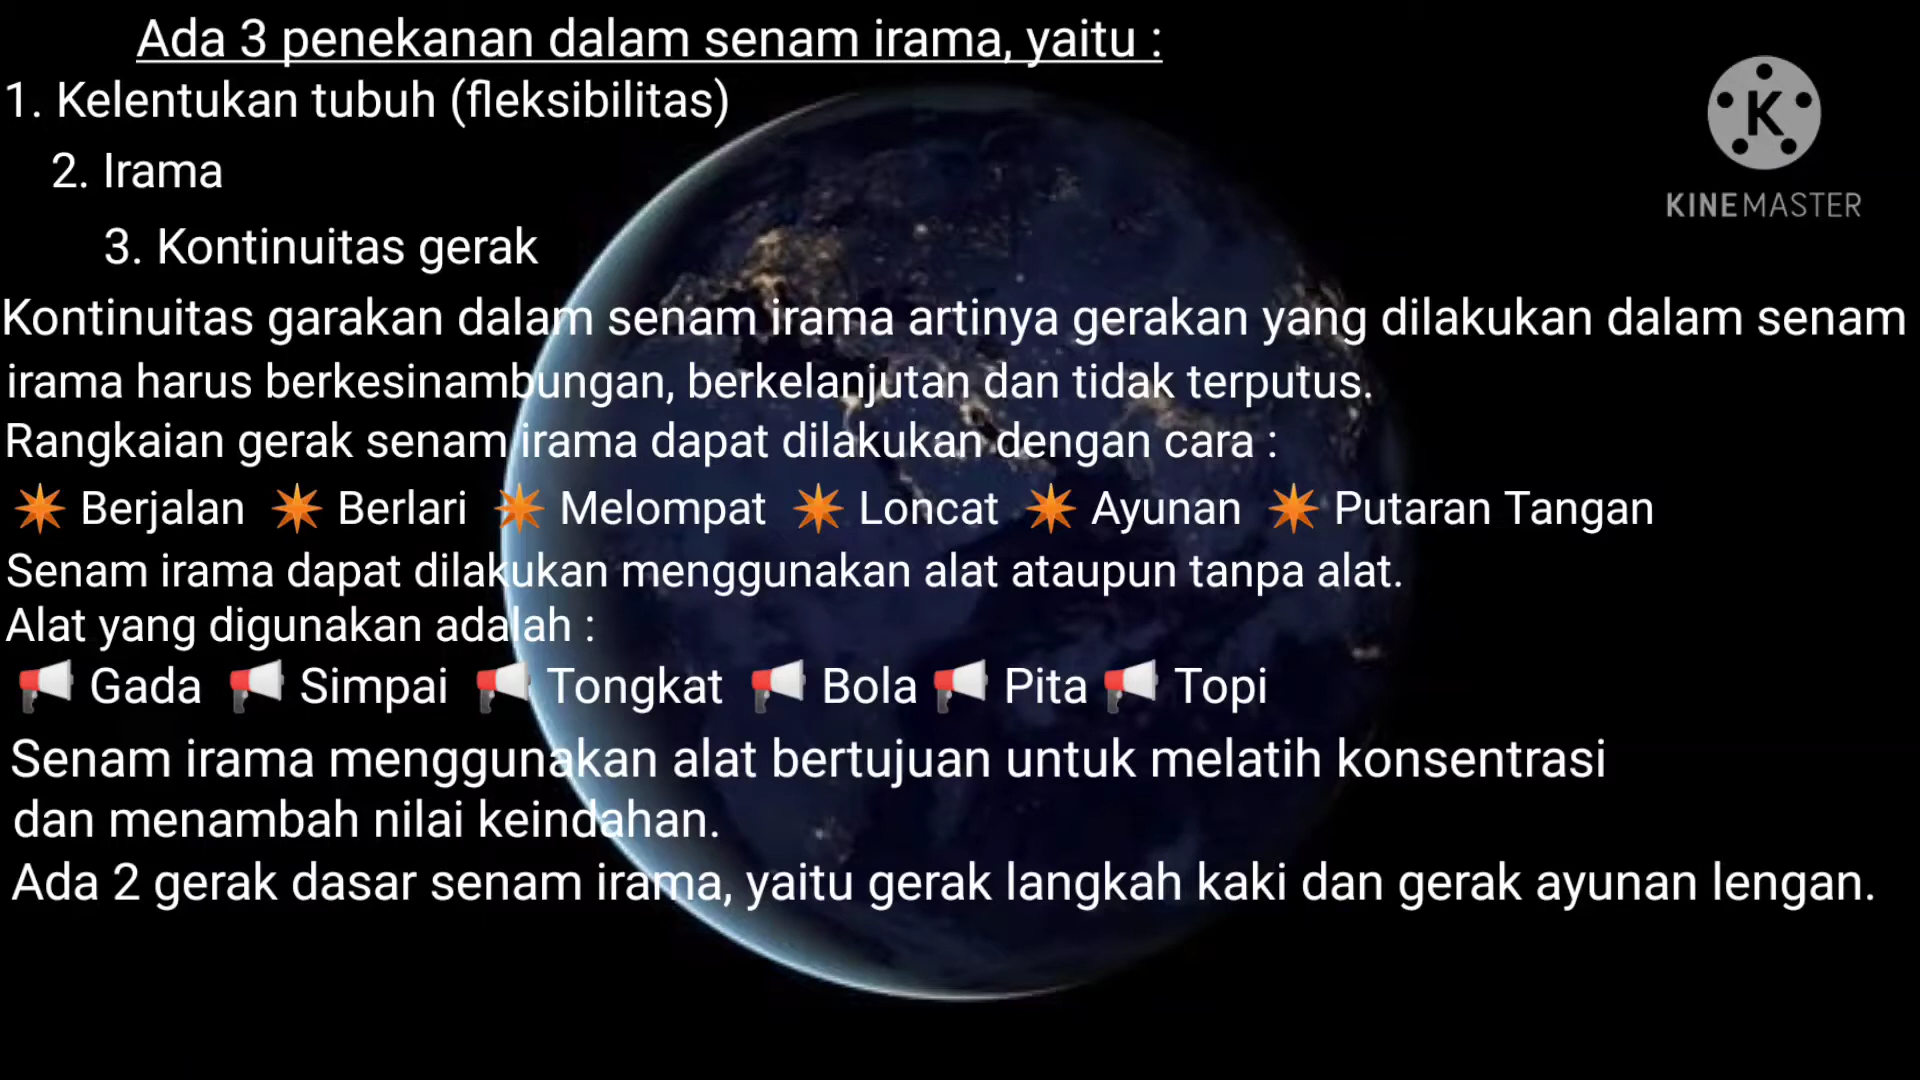 Ada 3 penekanan dalam senam irama, yaitu :
1. Kelentukan tubuh (fleksibilitas)
2. Irama
3. Kontinuitas gerak
Kontinuitas garakan dalam senam irama artinya gerakan yang dilakukan dalam senam
irama harus berkesinambungan, berkelanjutan dan tidak terputus.
Rangkaian gerak senam irama dapat dilakukan dengan cara :
Berjalan Berlari Melompat Loncat Ayunan Putaran Tangan
Senam irama dapat dilakukan menggunakan alat ataupun tanpa alat.
Alat yang digunakan adalah :
Gada Simpai Tongkat Bola Pita Topi
Senam irama menggunakan alat bertujuan untuk melatih konsentrasi
dan menambah nilai keindahan.
Ada 2 gerak dasar senam irama, yaitu gerak langkah kaki dan gerak ayunan lengan.
K
KINEMASTER